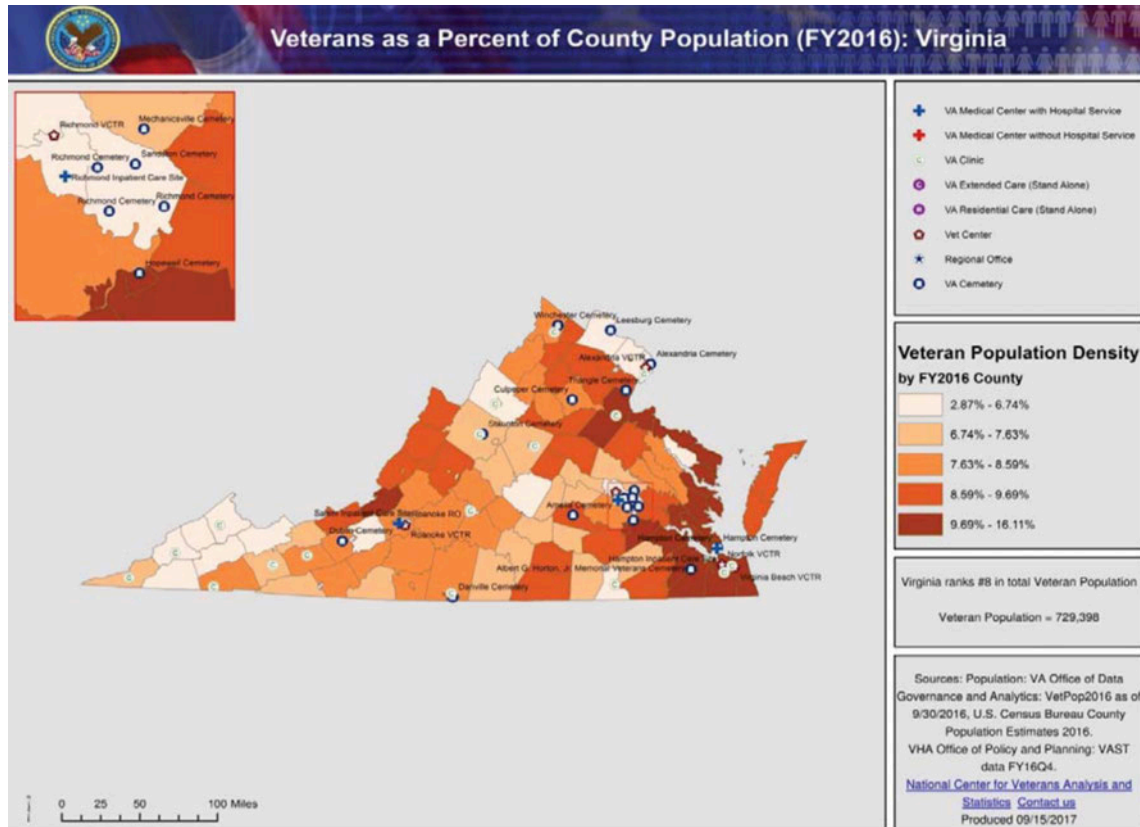 Veterans as a Percent of County Population (FY2016): Virginia
Richmond VCTR
Mechanicsville Cemetery
Richmond Cemetery
Sandston Cemetery
Richmond Inpatient Care Site
Richmond Cemetery
Richmond Cemetery
Hopewell Cemetery
Winchester Cemetery
Leesburg Cemetery
Alexandria VCTR
Alexandria Cemetery
Culpeper Cemetery
Triangle Cemetery
Staunton Cemetery
Amelia Cemetery
Salem Inpatient Care Site
Roanoke RO
Dublin Cemetery
Roanoke VCTR
Hampton Cemetery
Hampton Cemetery
Hampton Inpatient Care Site
Norfolk VCTR
Albert G. Horton, Jr. Memorial Veterans Cemetery
Virginia Beach VCTR
Danville Cemetery
0 25 50 100 Miles
VA Medical Center with Hospital Service
VA Medical Center without Hospital Service
C VA Clinic
C VA Extended Care (Stand Alone)
R VA Residential Care (Stand Alone)
Vet Center
Regional Office
VA Cemetery
Veteran Population Density
by FY2016 County
2.87% - 6.74%
6.74% - 7.63%
7.63% - 8.59%
8.59% - 9.69%
9.69% - 16.11%
Virginia ranks #8 in total Veteran Population
Veteran Population = 729,398
Sources: Population: VA Office of Data
Governance and Analytics: VetPop2016 as of
9/30/2016, U.S. Census Bureau County
Population Estimates 2016.
VHA Office of Policy and Planning: VAST
data FY16Q4.
National Center for Veterans Analysis and
Statistics Contact us
Produced 09/15/2017